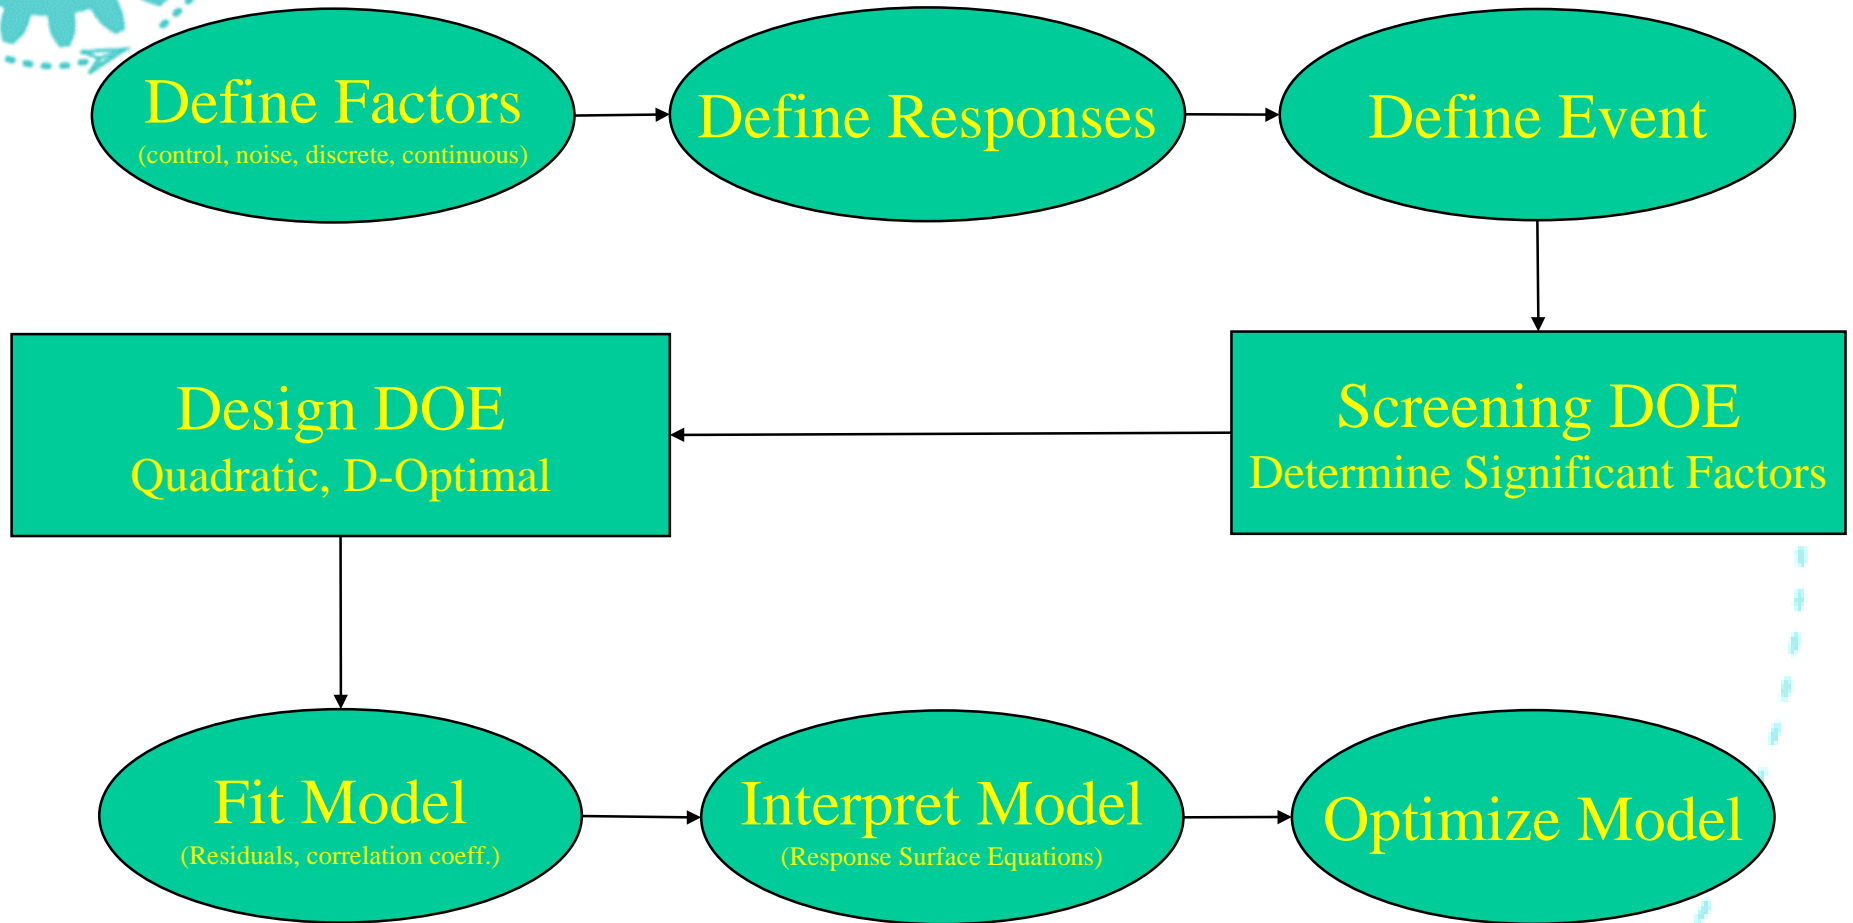 Define Factors
(control, noise, discrete, continuous)
Define Responses
Define Event
Screening DOE
Determine Significant Factors
Design DOE
Quadratic, D-Optimal
Fit Model
(Residuals, correlation coeff.)
Interpret Model
(Response Surface Equations)
Optimize Model